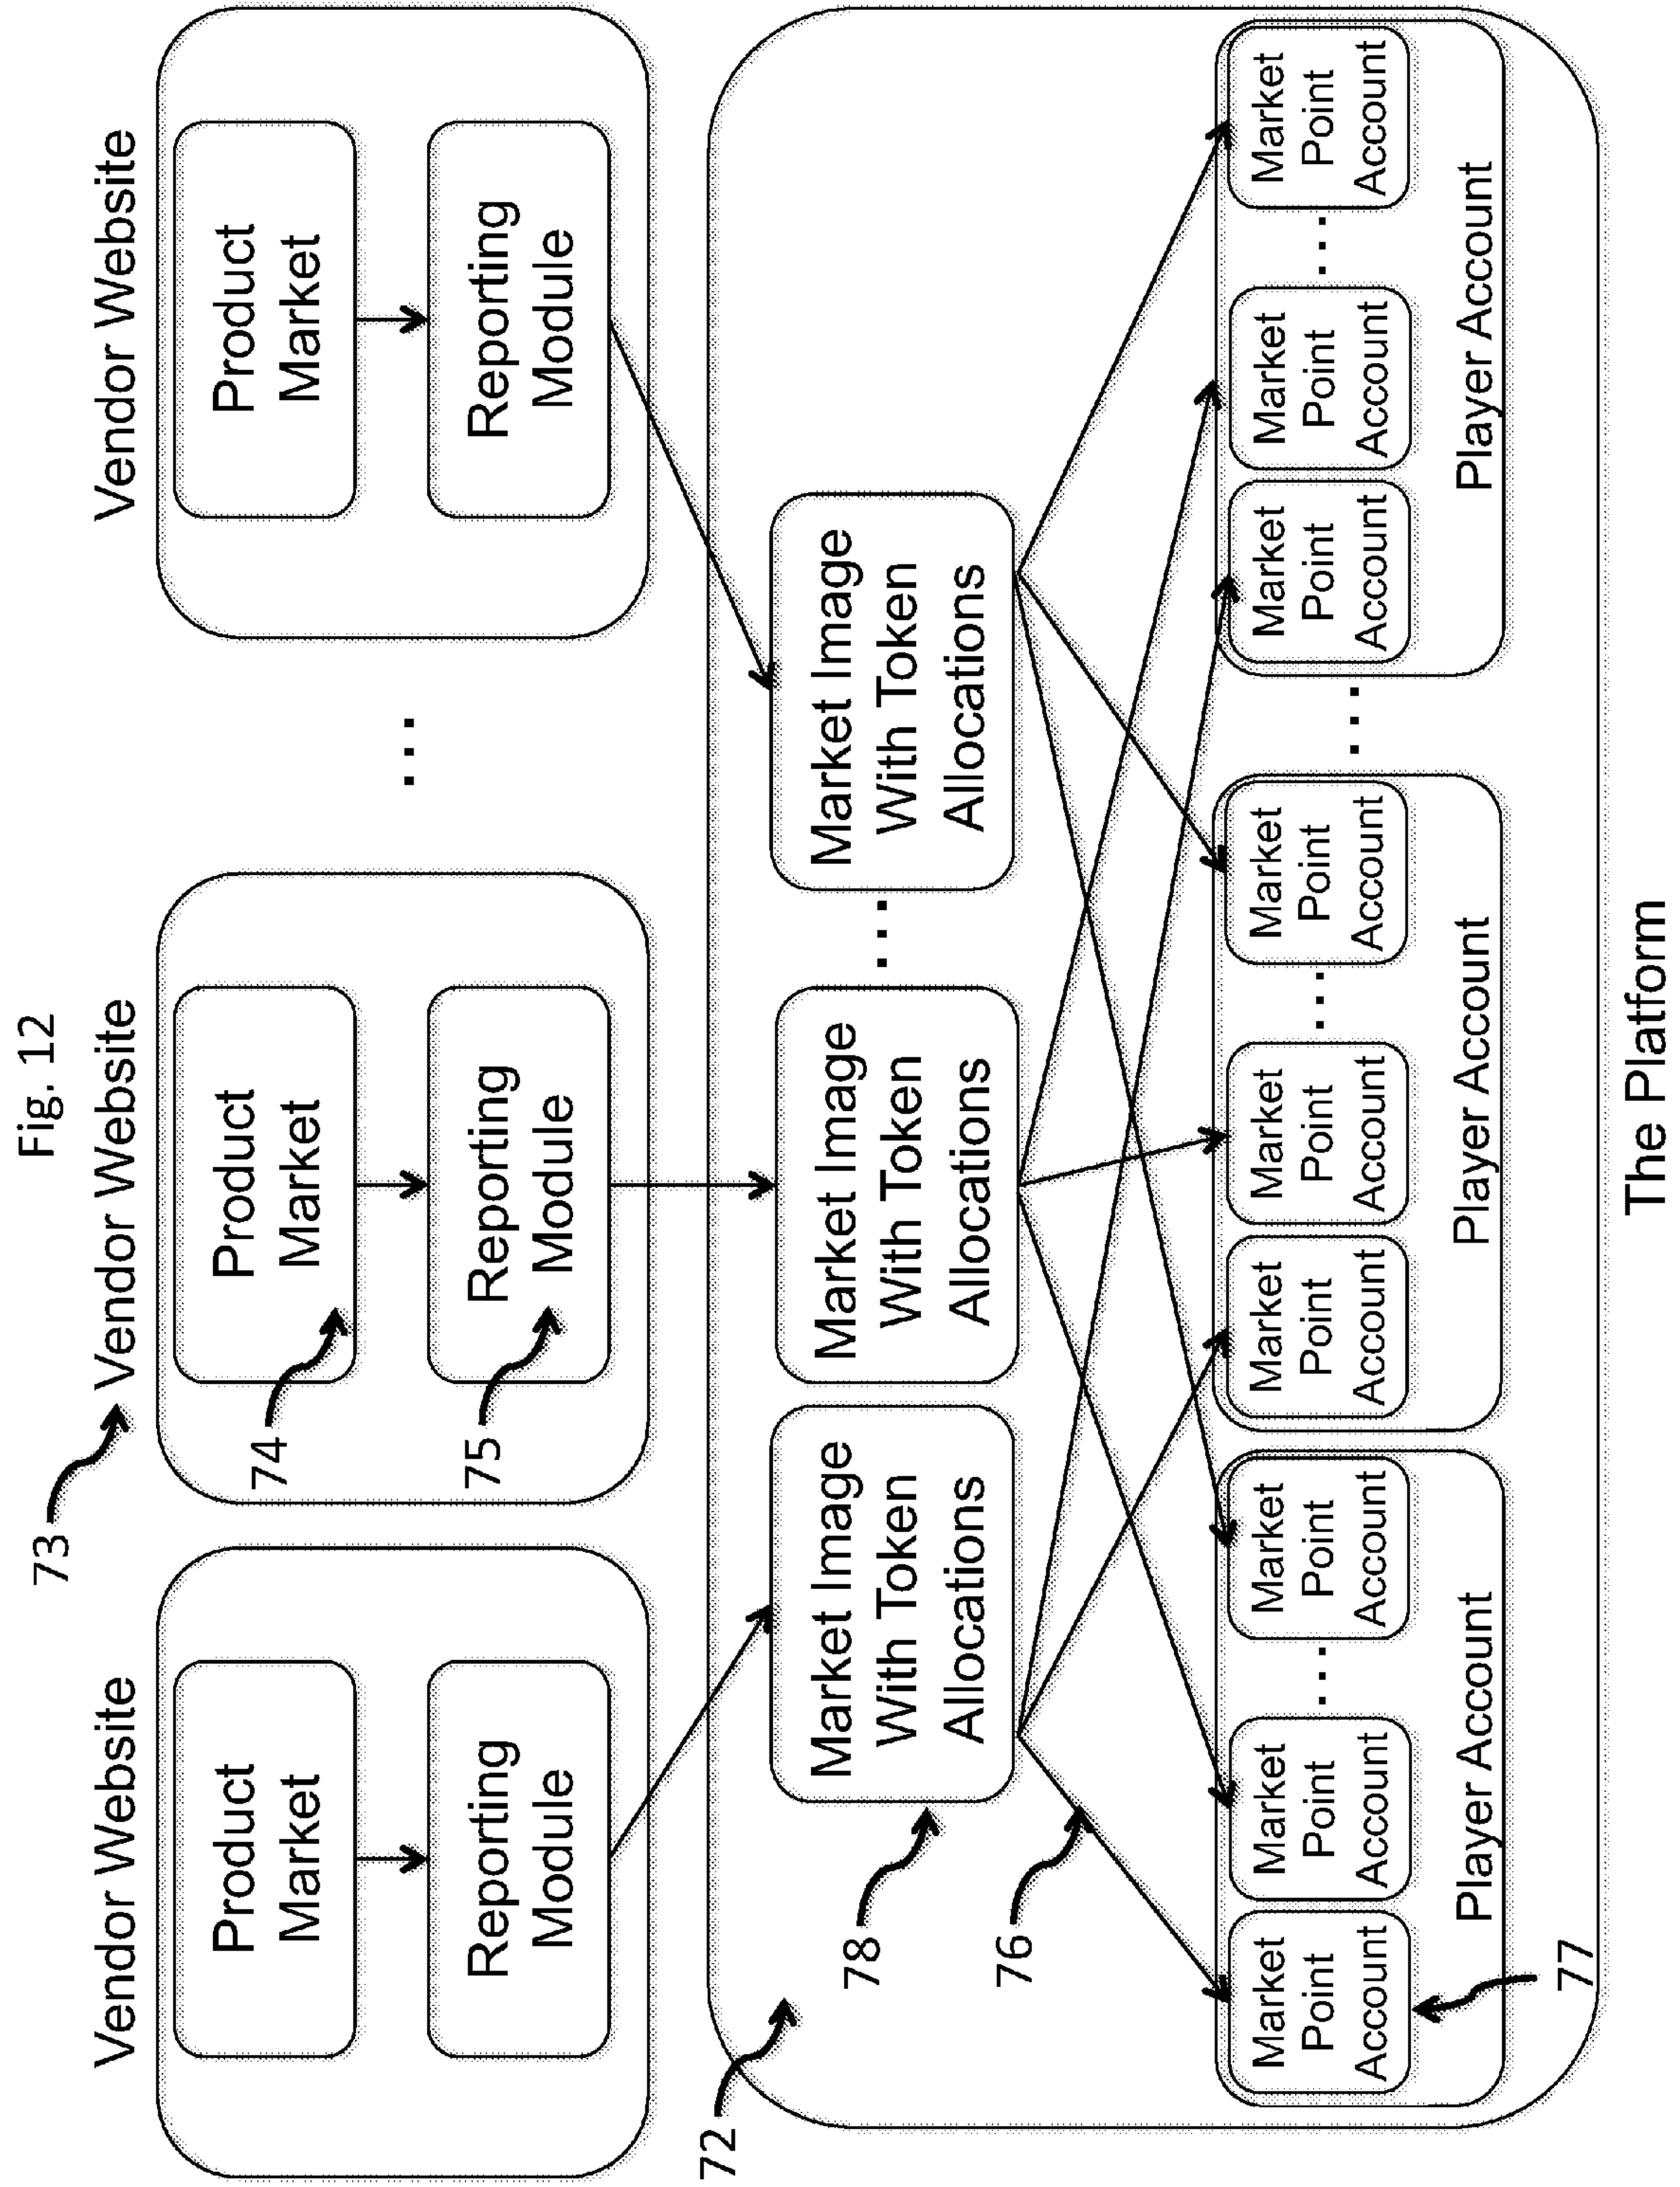 Fig. 12
73
Vendor Website
Vendor Website
Vendor Website
Product
Market
Product
Market
Product
Market
74
Reporting
Module
Reporting
Module
Reporting
Module
75
...
72
Market Image
With Token
Allocations
Market Image
With Token
Allocations
...
Market Image
With Token
Allocations
78
76
Market
Point
Account
Market
Point
Account
...
Market
Point
Account
Player Account
Market
Point
Account
Market
Point
Account
...
Market
Point
Account
Player Account
...
Market
Point
Account
Market
Point
Account
...
Market
Point
Account
Player Account
77
The Platform